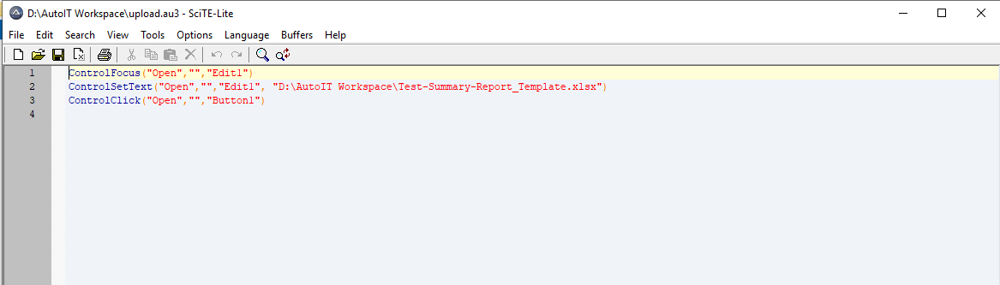 D:\AutoIT Workspace\upload.au3 - SciTE-Lite
File Edit Search View Tools Options Language Buffers Help
1 ControlFocus("Open","","Edit1")
2 ControlSetText("Open","","Edit1", "D:\AutoIT Workspace\Test-Summary-Report_Template.xlsx")
3 ControlClick("Open","","Button1")
4